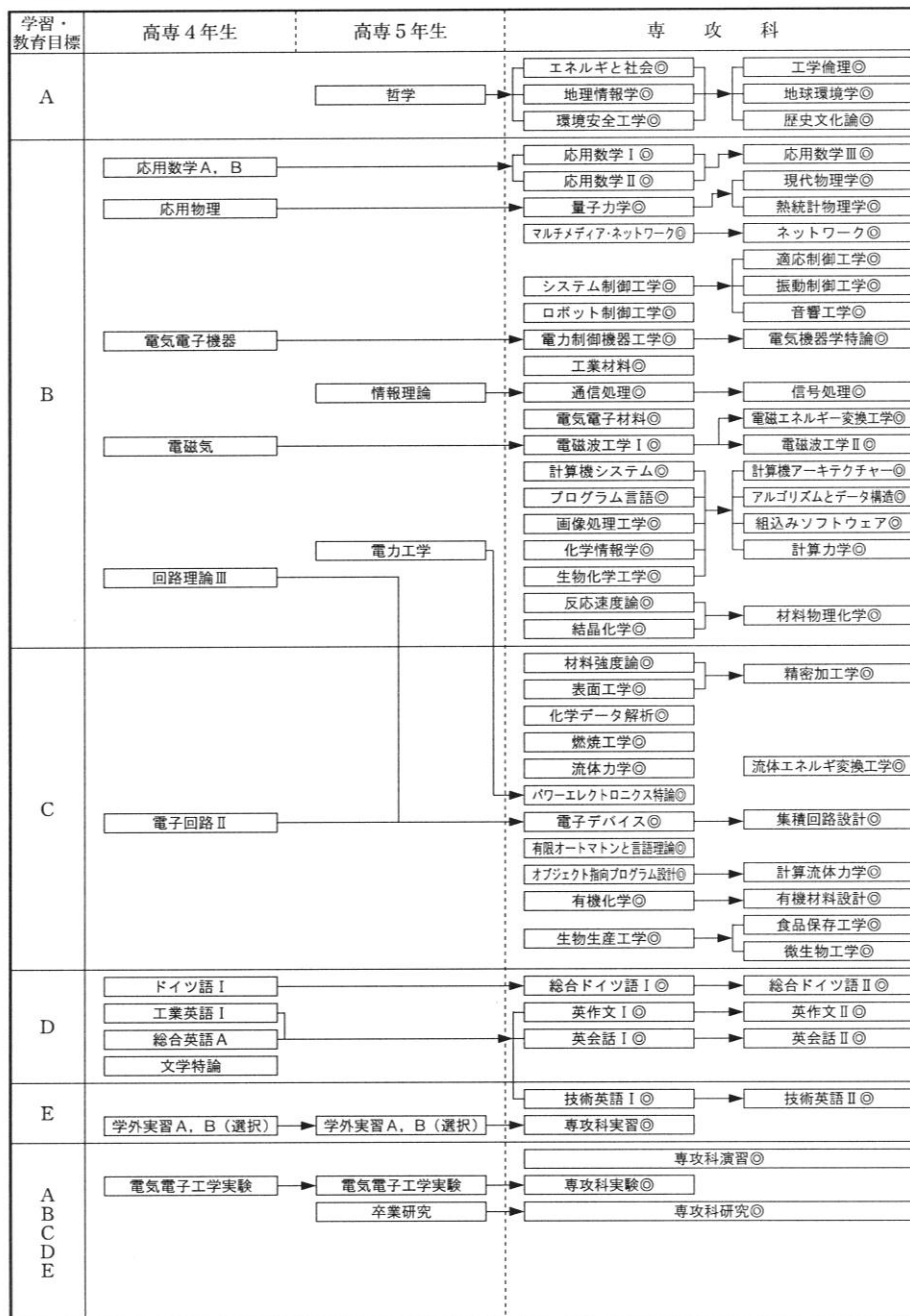 学習・教育目標 高専4年生 高専5年生 専攻科
A
エネルギと社会◎ 工学倫理◎
哲学 地理情報学◎ 地球環境学◎
環境安全工学◎ 歴史文化論◎
B
応用数学A，B 応用数学Ⅰ◎ 応用数学Ⅲ◎
応用数学Ⅱ◎ 現代物理学◎
応用物理 量子力学◎ 熱統計物理学◎
マルチメディア・ネットワーク◎ ネットワーク◎
適応制御工学◎
システム制御工学◎ 振動制御工学◎
ロボット制御工学◎ 音響工学◎
電気電子機器 電力制御機器工学◎ 電気機器学特論◎
工業材料◎
情報理論 通信処理◎ 信号処理◎
電気電子材料◎ 電磁エネルギー変換工学◎
電磁気 電磁波工学Ⅰ◎ 電磁波工学Ⅱ◎
計算機システム◎ 計算機アーキテクチャー◎
プログラム言語◎ アルゴリズムとデータ構造◎
画像処理工学◎ 組込みソフトウェア◎
電力工学 化学情報学◎ 計算力学◎
回路理論Ⅲ 生物化学工学◎
反応速度論◎
材料物理化学◎
結晶化学◎
C
材料強度論◎
精密加工学◎
表面工学◎
化学データ解析◎
燃焼工学◎
流体力学◎ 流体エネルギ変換工学◎
パワーエレクトロニクス特論◎
電子回路Ⅱ 電子デバイス◎ 集積回路設計◎
有限オートマトンと言語理論◎
オブジェクト指向プログラム設計◎ 計算流体力学◎
有機化学◎ 有機材料設計◎
食品保存工学◎
生物生産工学◎
微生物工学◎
D
ドイツ語Ⅰ 総合ドイツ語Ⅰ◎ 総合ドイツ語Ⅱ◎
工業英語Ⅰ 英作文Ⅰ◎ 英作文Ⅱ◎
総合英語A 英会話Ⅰ◎ 英会話Ⅱ◎
文学特論
E
技術英語Ⅰ◎ 技術英語Ⅱ◎
学外実習A，B（選択） 学外実習A，B（選択） 専攻科実習◎
A
B
C
D
E
専攻科演習◎
電気電子工学実験 電気電子工学実験 専攻科実験◎
卒業研究 専攻科研究◎